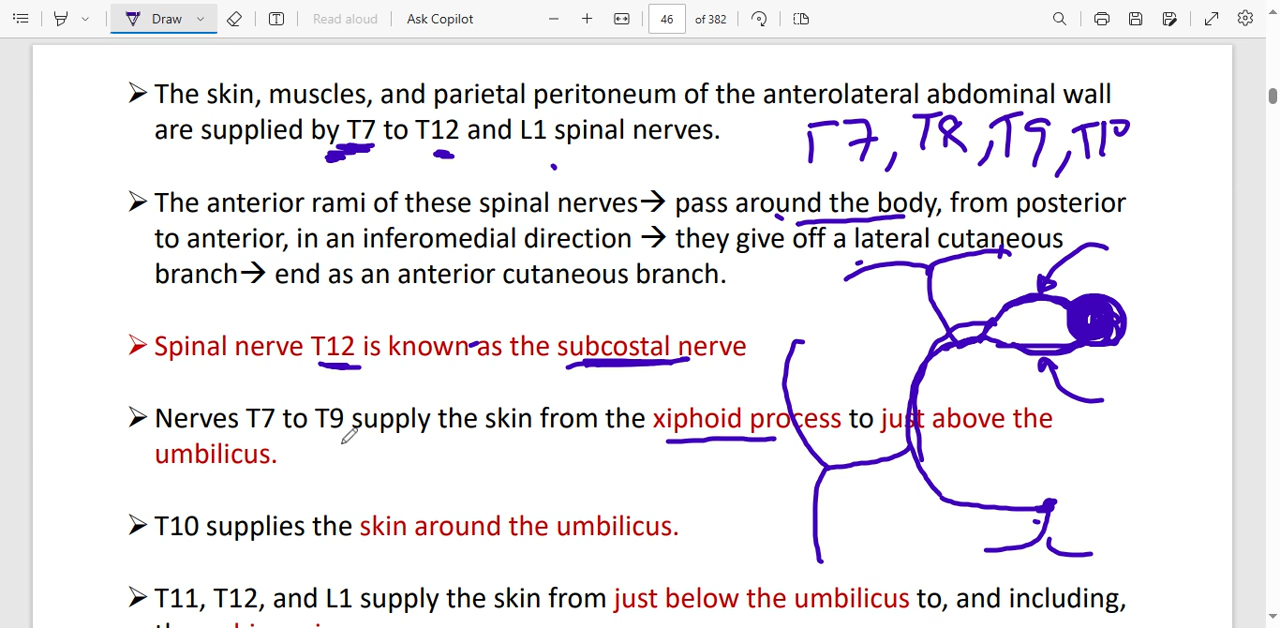 Draw
Read aloud
Ask Copilot
46 of 382
➢ The skin, muscles, and parietal peritoneum of the anterolateral abdominal wall
are supplied by T7 to T12 and L1 spinal nerves.
T7, T8, T9, T10
➢ The anterior rami of these spinal nerves→ pass around the body, from posterior
to anterior, in an inferomedial direction → they give off a lateral cutaneous
branch→ end as an anterior cutaneous branch.
➢ Spinal nerve T12 is known as the subcostal nerve
➢ Nerves T7 to T9 supply the skin from the xiphoid process to just above the
umbilicus.
➢ T10 supplies the skin around the umbilicus.
➢ T11, T12, and L1 supply the skin from just below the umbilicus to, and including,